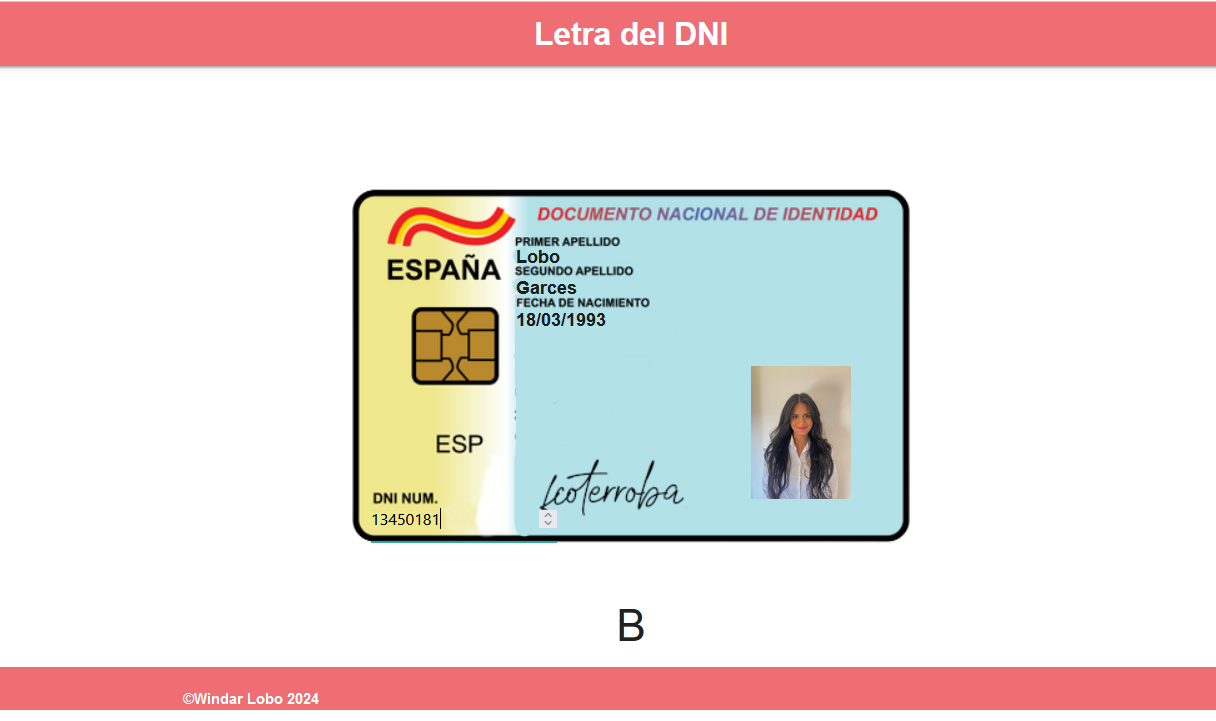 Letra del DNI
DOCUMENTO NACIONAL DE IDENTIDAD
ESPAÑA
PRIMER APELLIDO
Lobo
SEGUNDO APELLIDO
Garces
FECHA DE NACIMIENTO
18/03/1993
ESP
DNI NUM.
13450181
B
©Windar Lobo 2024